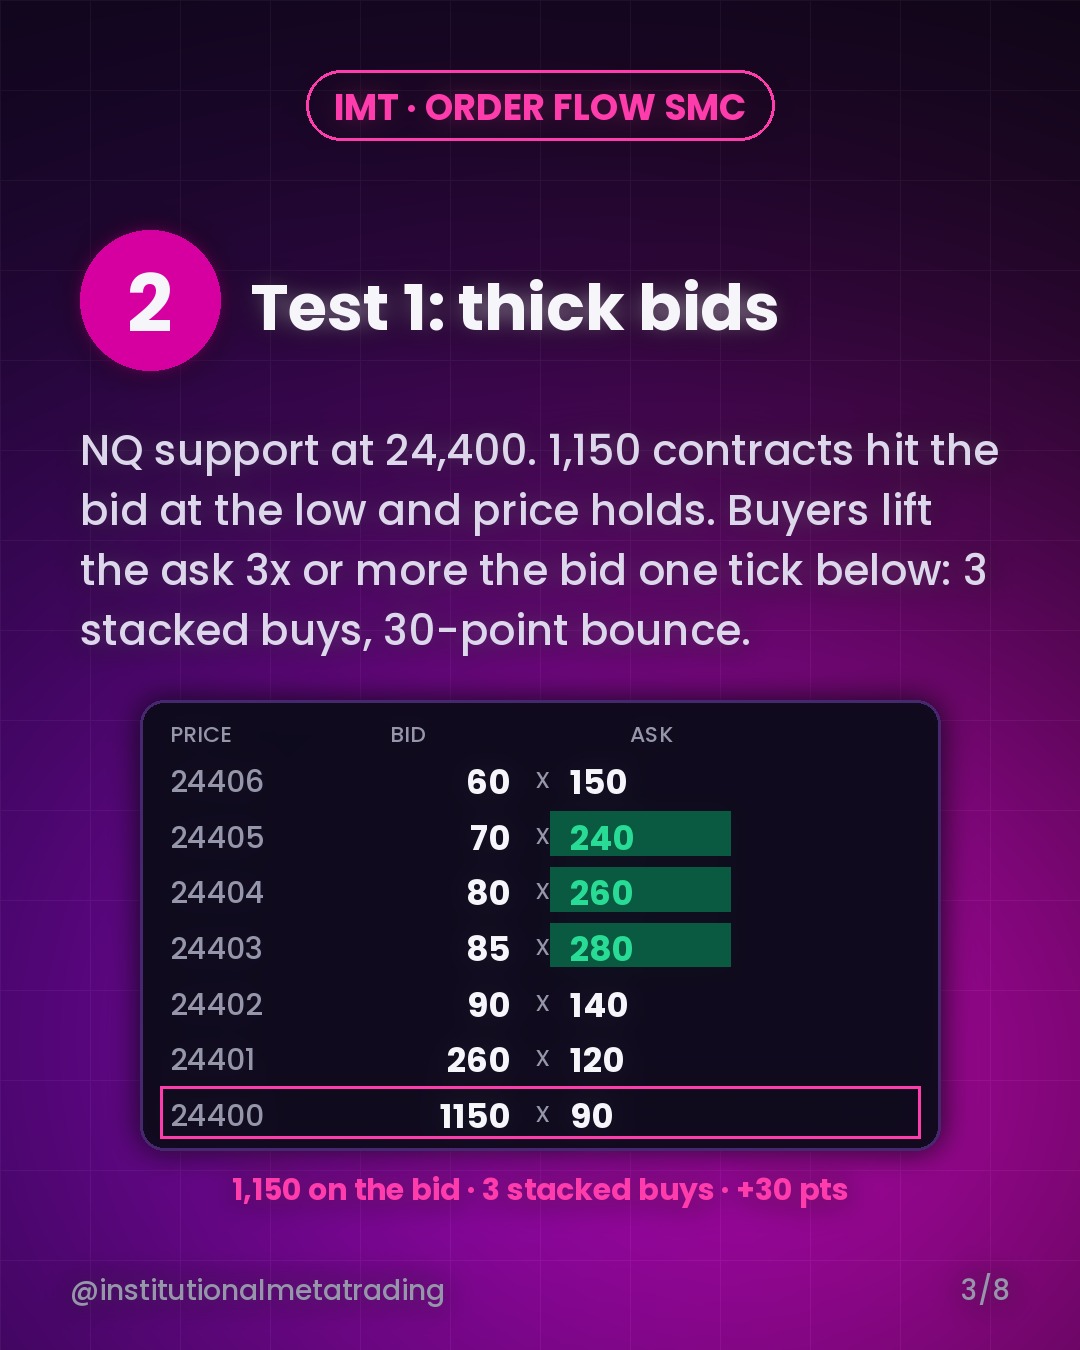 IMT · ORDER FLOW SMC
2
Test 1: thick bids
NQ support at 24,400. 1,150 contracts hit the
bid at the low and price holds. Buyers lift
the ask 3x or more the bid one tick below: 3
stacked buys, 30-point bounce.
PRICE BID ASK
24406 60 x 150
24405 70 x 240
24404 80 x 260
24403 85 x 280
24402 90 x 140
24401 260 x 120
24400 1150 x 90
1,150 on the bid · 3 stacked buys · +30 pts
@institutionalmetatrading 3/8